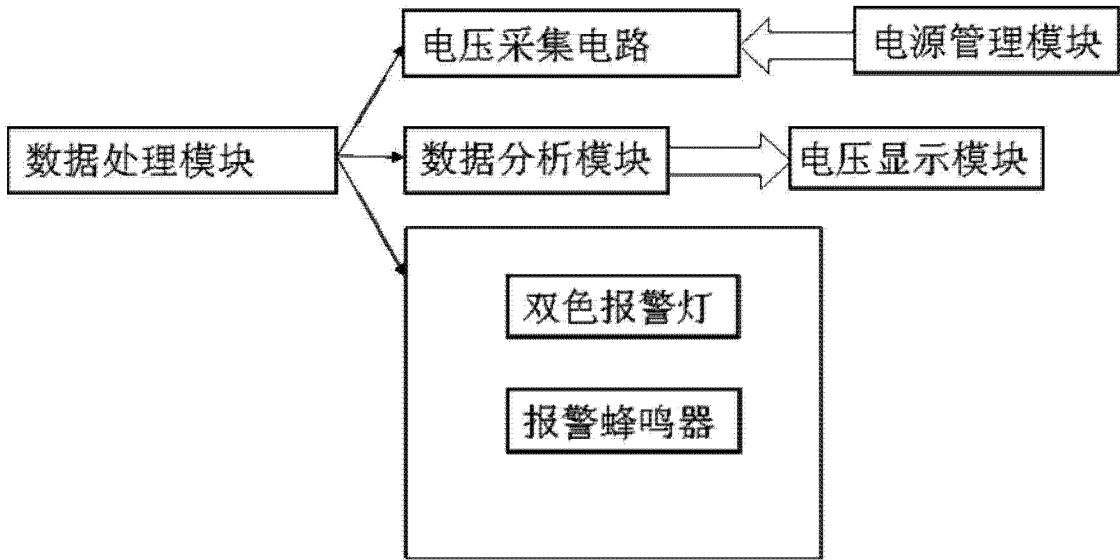 电压采集电路
电源管理模块
数据处理模块
数据分析模块
电压显示模块
双色报警灯
报警蜂鸣器